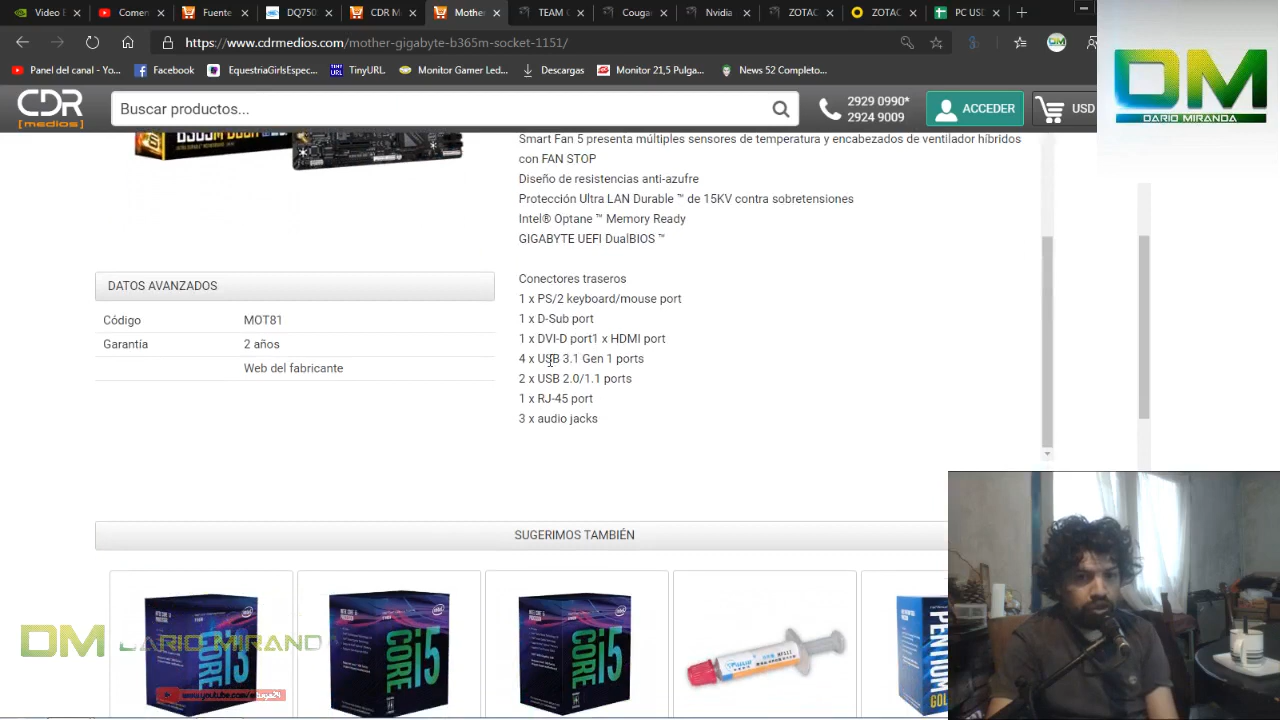 Video E
Comen
Fuente
DQ750
CDR M
Mothe
TEAM G
Cougar
Nvidia
ZOTAC
ZOTAC
PC USD
https://www.cdrmedios.com/mother-gigabyte-b365m-socket-1151/
Panel del canal - Yo...
Facebook
EquestriaGirlsEspec...
TinyURL
Monitor Gamer Led...
Descargas
Monitor 21,5 Pulga...
News 52 Completo...
CDR
[medios]
Buscar productos...
2929 0990*
2924 9009
ACCEDER
USD
DM
DARIO MIRANDA
Smart Fan 5 presenta múltiples sensores de temperatura y encabezados de ventilador híbridos
con FAN STOP
Diseño de resistencias anti-azufre
Protección Ultra LAN Durable ™ de 15KV contra sobretensiones
Intel® Optane ™ Memory Ready
GIGABYTE UEFI DualBIOS ™
DATOS AVANZADOS
Código MOT81
Garantía 2 años
Web del fabricante
Conectores traseros
1 x PS/2 keyboard/mouse port
1 x D-Sub port
1 x DVI-D port1 x HDMI port
4 x USB 3.1 Gen 1 ports
2 x USB 2.0/1.1 ports
1 x RJ-45 port
3 x audio jacks
SUGERIMOS TAMBIÉN
CORE i3
CORE i5
CORE i5
PENTIUM
GOLD
DM DARIO MIRAND